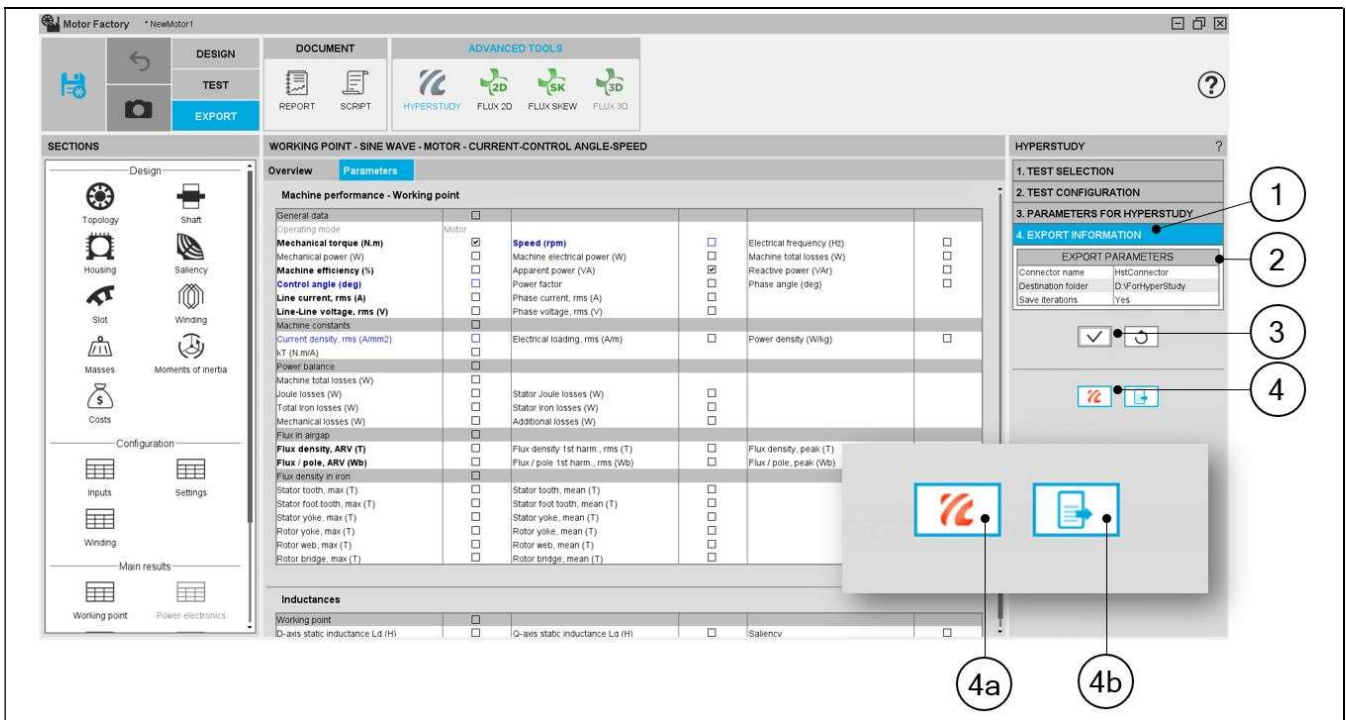 Motor Factory * NewMotor1
DESIGN
TEST
EXPORT
DOCUMENT
REPORT SCRIPT
ADVANCED TOOLS
HYPERSTUDY FLUX 2D FLUX SKEW FLUX 3D
2D SK 3D
?
SECTIONS
Design
Topology Shaft
Housing Saliency
Slot Winding
Masses Moments of inertia
Costs
Configuration
Inputs Settings
Winding
Main results
Working point Power electronics
WORKING POINT - SINE WAVE - MOTOR - CURRENT-CONTROL ANGLE-SPEED
Overview Parameters
Machine performance - Working point
General data
Operating mode Motor
Mechanical torque (N.m) Speed (rpm) Electrical frequency (Hz)
Mechanical power (W) Machine electrical power (W) Machine total losses (W)
Machine efficiency (%) Apparent power (VA) Reactive power (VAr)
Control angle (deg) Power factor Phase angle (deg)
Line current, rms (A) Phase current, rms (A)
Line-Line voltage, rms (V) Phase voltage, rms (V)
Machine constants
Current density, rms (A/mm2) Electrical loading, rms (A/m) Power density (W/kg)
kT (N.m/A)
Power balance
Machine total losses (W)
Joule losses (W) Stator Joule losses (W)
Total Iron losses (W) Stator Iron losses (W)
Mechanical losses (W) Additional losses (W)
Flux in airgap
Flux density, ARV (T) Flux density 1st harm., rms (T) Flux density, peak (T)
Flux / pole, ARV (Wb) Flux / pole 1st harm., rms (Wb) Flux / pole, peak (Wb)
Flux density in iron
Stator tooth, max (T) Stator tooth, mean (T)
Stator foot tooth, max (T) Stator foot tooth, mean (T)
Stator yoke, max (T) Stator yoke, mean (T)
Rotor yoke, max (T) Rotor yoke, mean (T)
Rotor web, max (T) Rotor web, mean (T)
Rotor bridge, max (T) Rotor bridge, mean (T)
Inductances
Working point
D-axis static inductance Ld (H) Q-axis static inductance Lq (H) Saliency
HYPERSTUDY ?
1. TEST SELECTION
2. TEST CONFIGURATION
3. PARAMETERS FOR HYPERSTUDY
4. EXPORT INFORMATION
EXPORT PARAMETERS
Connector name HstConnector
Destination folder D:\ForHyperStudy
Save iterations Yes
1
2
3
4
4a
4b